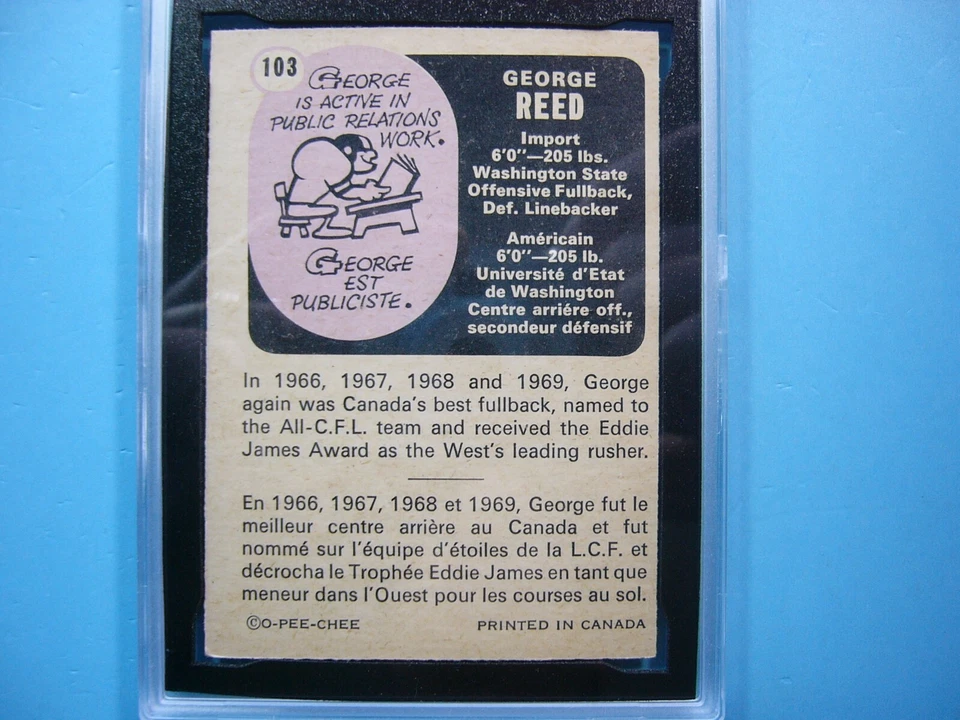 103
GEORGE
IS ACTIVE IN
PUBLIC RELATIONS
WORK.
GEORGE
EST
PUBLICISTE.
GEORGE
REED
Import
6'0"—205 lbs.
Washington State
Offensive Fullback,
Def. Linebacker
Américain
6'0"—205 lb.
Université d'Etat
de Washington
Centre arriére off.,
secondeur défensif
In 1966, 1967, 1968 and 1969, George
again was Canada's best fullback, named to
the All-C.F.L. team and received the Eddie
James Award as the West's leading rusher.
En 1966, 1967, 1968 et 1969, George fut le
meilleur centre arrière au Canada et fut
nommé sur l'équipe d'étoiles de la L.C.F. et
décrocha le Trophée Eddie James en tant que
meneur dans l'Ouest pour les courses au sol.
©O-PEE-CHEE
PRINTED IN CANADA